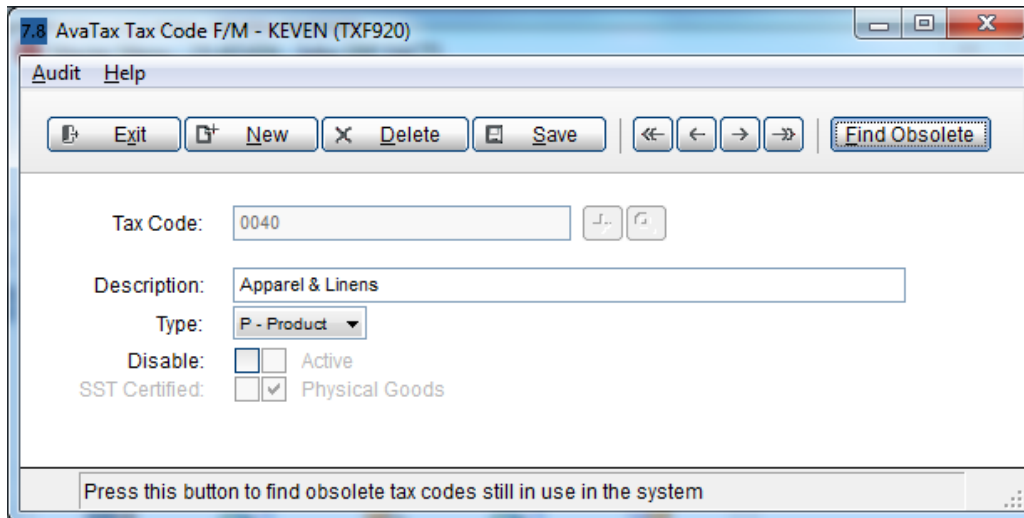 7.8 AvaTax Tax Code F/M - KEVEN (TXF920)
Audit Help
Exit New Delete Save Find Obsolete
Tax Code: 0040
Description: Apparel & Linens
Type: P - Product
Disable: Active
SST Certified: Physical Goods
Press this button to find obsolete tax codes still in use in the system